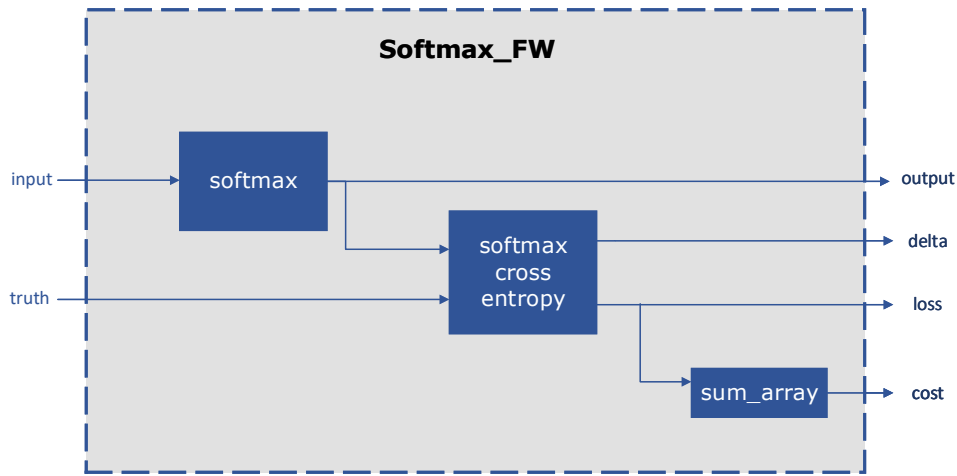 Softmax_FW
input
softmax
output
softmax
cross
entropy
delta
truth
loss
sum_array
cost